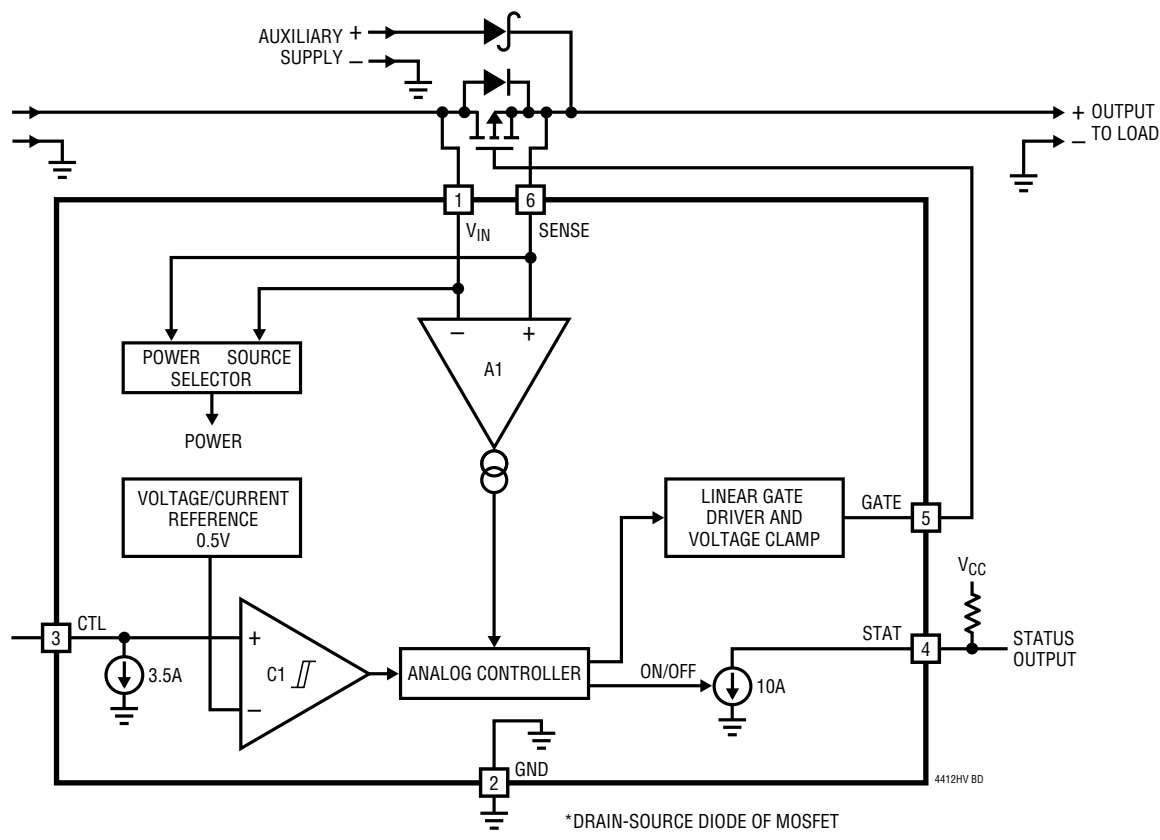 AUXILIARY +
SUPPLY −
+ OUTPUT
− TO LOAD
1
6
V_IN
SENSE
− +
A1
POWER SOURCE
SELECTOR
POWER
VOLTAGE/CURRENT
REFERENCE
0.5V
LINEAR GATE
DRIVER AND
VOLTAGE CLAMP
GATE
5
V_CC
3
CTL
+
C1
−
3.5A
ANALOG CONTROLLER
ON/OFF
STAT
4
STATUS
OUTPUT
10A
2
GND
4412HV BD
*DRAIN-SOURCE DIODE OF MOSFET